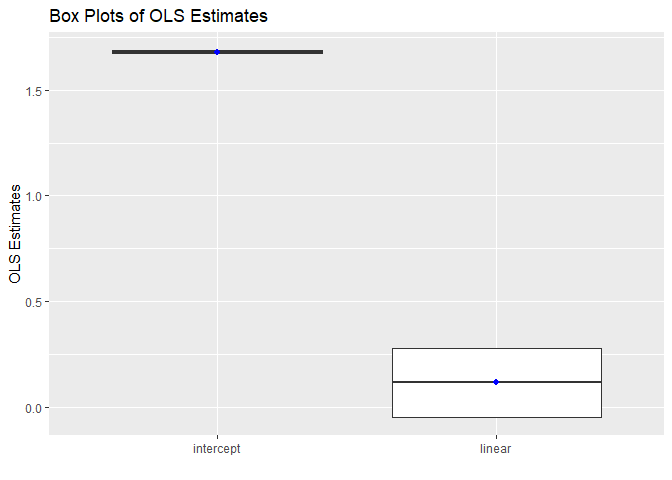 Box Plots of OLS Estimates
OLS Estimates
1.5
1.0
0.5
0.0
intercept
linear